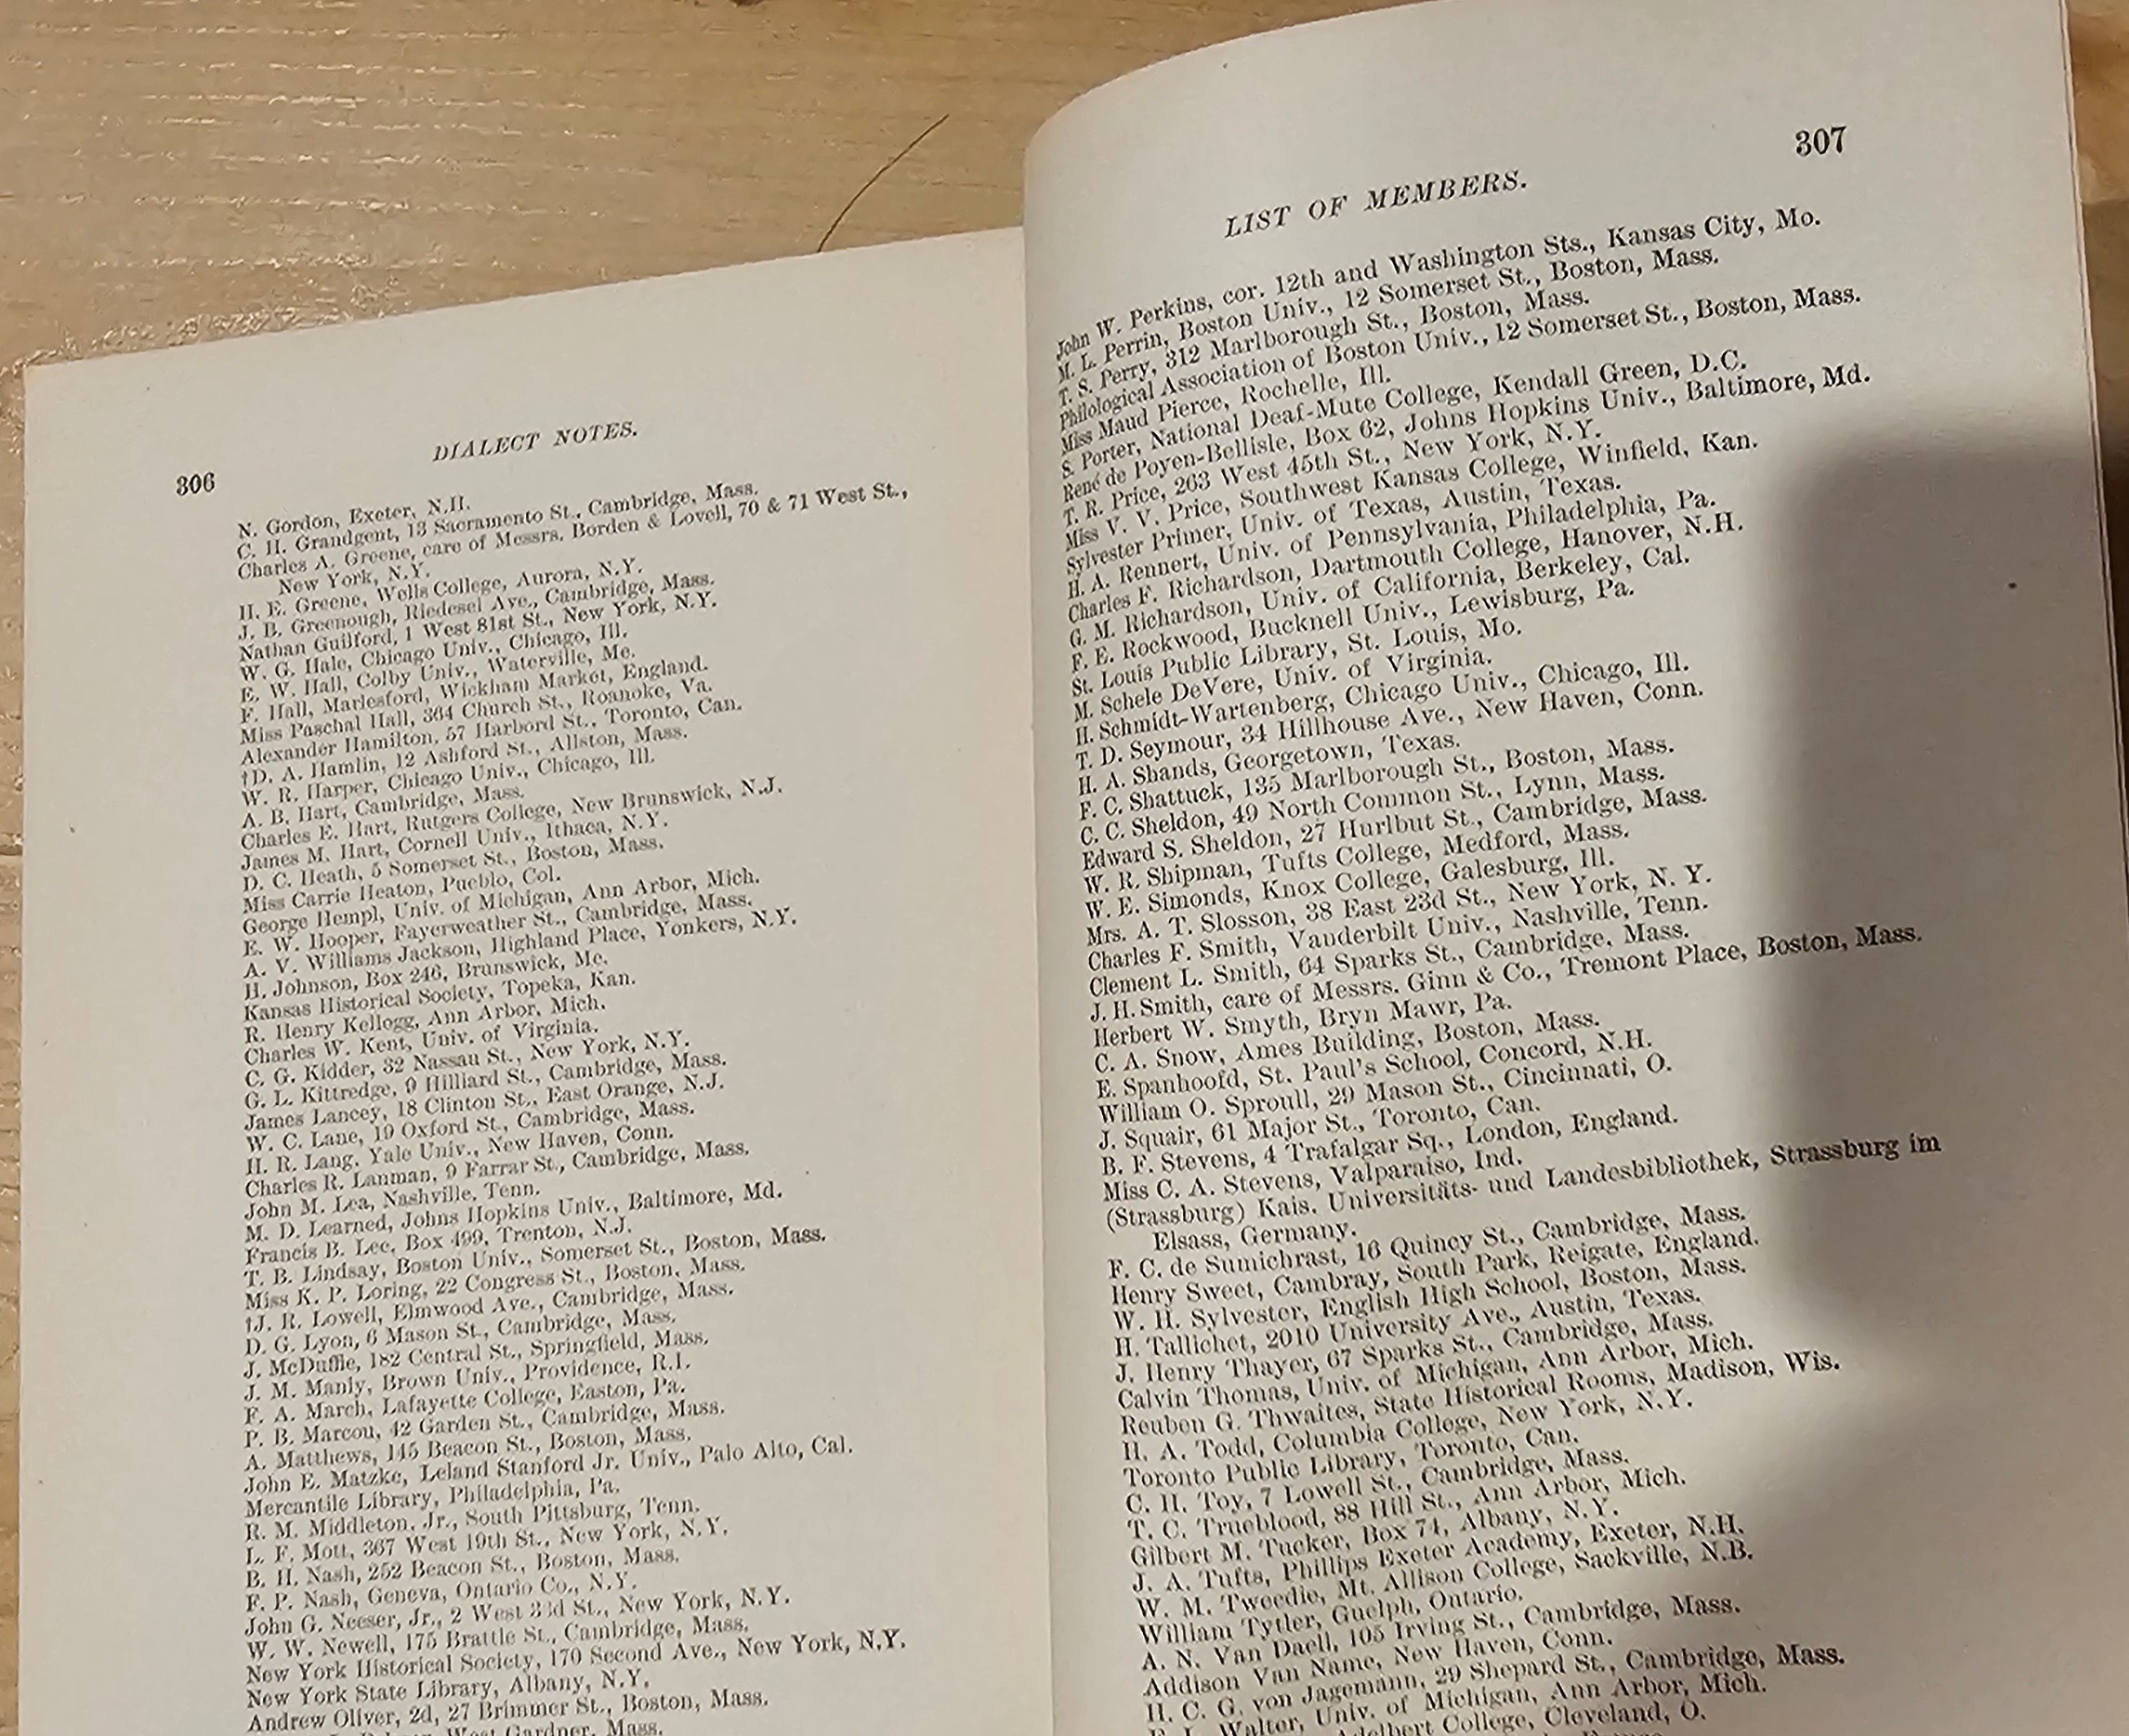 306
DIALECT NOTES.
N. Gordon, Exeter, N.H.
C. H. Grandgent, 13 Sacramento St., Cambridge, Mass.
Charles A. Greene, care of Messrs. Borden & Lovell, 70 & 71 West St.,
New York, N.Y.
H. E. Greene, Wells College, Aurora, N.Y.
J. B. Greenough, Riedesel Ave., Cambridge, Mass.
Nathan Guilford, 1 West 81st St., New York, N.Y.
W. G. Hale, Chicago Univ., Chicago, Ill.
E. W. Hall, Colby Univ., Waterville, Me.
F. Hall, Marlesford, Wickham Market, England.
Miss Paschal Hall, 364 Church St., Roanoke, Va.
Alexander Hamilton, 57 Harbord St., Toronto, Can.
†D. A. Hamlin, 12 Ashford St., Allston, Mass.
W. R. Harper, Chicago Univ., Chicago, Ill.
A. B. Hart, Cambridge, Mass.
Charles E. Hart, Rutgers College, New Brunswick, N.J.
James M. Hart, Cornell Univ., Ithaca, N.Y.
D. C. Heath, 5 Somerset St., Boston, Mass.
Miss Carrie Heaton, Pueblo, Col.
George Hempl, Univ. of Michigan, Ann Arbor, Mich.
E. W. Hooper, Fayerweather St., Cambridge, Mass.
A. V. Williams Jackson, Highland Place, Yonkers, N.Y.
H. Johnson, Box 246, Brunswick, Me.
Kansas Historical Society, Topeka, Kan.
R. Henry Kellogg, Ann Arbor, Mich.
Charles W. Kent, Univ. of Virginia.
C. G. Kidder, 32 Nassau St., New York, N.Y.
G. L. Kittredge, 9 Hilliard St., Cambridge, Mass.
James Lancey, 18 Clinton St., East Orange, N.J.
W. C. Lane, 19 Oxford St., Cambridge, Mass.
H. R. Lang, Yale Univ., New Haven, Conn.
Charles R. Lanman, 9 Farrar St., Cambridge, Mass.
John M. Lea, Nashville, Tenn.
M. D. Learned, Johns Hopkins Univ., Baltimore, Md.
Francis B. Lee, Box 499, Trenton, N.J.
T. B. Lindsay, Boston Univ., Somerset St., Boston, Mass.
Miss K. P. Loring, 22 Congress St., Boston, Mass.
†J. R. Lowell, Elmwood Ave., Cambridge, Mass.
D. G. Lyon, 6 Mason St., Cambridge, Mass.
J. McDuffie, 182 Central St., Springfield, Mass.
J. M. Manly, Brown Univ., Providence, R.I.
F. A. March, Lafayette College, Easton, Pa.
P. B. Marcou, 42 Garden St., Cambridge, Mass.
A. Matthews, 145 Beacon St., Boston, Mass.
John E. Matzke, Leland Stanford Jr. Univ., Palo Alto, Cal.
Mercantile Library, Philadelphia, Pa.
R. M. Middleton, Jr., South Pittsburg, Tenn.
L. F. Mott, 367 West 19th St., New York, N.Y.
B. H. Nash, 252 Beacon St., Boston, Mass.
F. P. Nash, Geneva, Ontario Co., N.Y.
John G. Neeser, Jr., 2 West 33d St., New York, N.Y.
W. W. Newell, 175 Brattle St., Cambridge, Mass.
New York Historical Society, 170 Second Ave., New York, N.Y.
New York State Library, Albany, N.Y.
Andrew Oliver, 2d, 27 Brimmer St., Boston, Mass.
West Gardner, Mass.
LIST OF MEMBERS.
307
John W. Perkins, cor. 12th and Washington Sts., Kansas City, Mo.
M. L. Perrin, Boston Univ., 12 Somerset St., Boston, Mass.
T. S. Perry, 312 Marlborough St., Boston, Mass.
Philological Association of Boston Univ., 12 Somerset St., Boston, Mass.
Miss Maud Pierce, Rochelle, Ill.
S. Porter, National Deaf-Mute College, Kendall Green, D.C.
René de Poyen-Bellisle, Box 62, Johns Hopkins Univ., Baltimore, Md.
T. R. Price, 263 West 45th St., New York, N.Y.
Miss V. V. Price, Southwest Kansas College, Winfield, Kan.
Sylvester Primer, Univ. of Texas, Austin, Texas.
H. A. Rennert, Univ. of Pennsylvania, Philadelphia, Pa.
Charles F. Richardson, Dartmouth College, Hanover, N.H.
G. M. Richardson, Univ. of California, Berkeley, Cal.
F. E. Rockwood, Bucknell Univ., Lewisburg, Pa.
St. Louis Public Library, St. Louis, Mo.
M. Schele DeVere, Univ. of Virginia.
H. Schmidt-Wartenberg, Chicago Univ., Chicago, Ill.
T. D. Seymour, 34 Hillhouse Ave., New Haven, Conn.
H. A. Shands, Georgetown, Texas.
F. C. Shattuck, 135 Marlborough St., Boston, Mass.
C. C. Sheldon, 49 North Common St., Lynn, Mass.
Edward S. Sheldon, 27 Hurlbut St., Cambridge, Mass.
W. R. Shipman, Tufts College, Medford, Mass.
W. E. Simonds, Knox College, Galesburg, Ill.
Mrs. A. T. Slosson, 38 East 23d St., New York, N. Y.
Charles F. Smith, Vanderbilt Univ., Nashville, Tenn.
Clement L. Smith, 64 Sparks St., Cambridge, Mass.
J. H. Smith, care of Messrs. Ginn & Co., Tremont Place, Boston, Mass.
Herbert W. Smyth, Bryn Mawr, Pa.
C. A. Snow, Ames Building, Boston, Mass.
E. Spanhoofd, St. Paul's School, Concord, N.H.
William O. Sproull, 29 Mason St., Cincinnati, O.
J. Squair, 61 Major St., Toronto, Can.
B. F. Stevens, 4 Trafalgar Sq., London, England.
Miss C. A. Stevens, Valparaiso, Ind.
(Strassburg) Kais. Universitäts- und Landesbibliothek, Strassburg im
Elsass, Germany.
F. C. de Sumichrast, 16 Quincy St., Cambridge, Mass.
Henry Sweet, Cambray, South Park, Reigate, England.
W. H. Sylvester, English High School, Boston, Mass.
H. Tallichet, 2010 University Ave., Austin, Texas.
J. Henry Thayer, 67 Sparks St., Cambridge, Mass.
Calvin Thomas, Univ. of Michigan, Ann Arbor, Mich.
Reuben G. Thwaites, State Historical Rooms, Madison, Wis.
H. A. Todd, Columbia College, New York, N.Y.
Toronto Public Library, Toronto, Can.
C. H. Toy, 7 Lowell St., Cambridge, Mass.
T. C. Trueblood, 88 Hill St., Ann Arbor, Mich.
Gilbert M. Tucker, Box 74, Albany, N.Y.
J. A. Tufts, Phillips Exeter Academy, Exeter, N.H.
W. M. Tweedie, Mt. Allison College, Sackville, N.B.
William Tytler, Guelph, Ontario.
A. N. Van Daell, 105 Irving St., Cambridge, Mass.
Addison Van Name, New Haven, Conn.
H. C. G. von Jagemann, 29 Shepard St., Cambridge, Mass.
E. L. Walter, Univ. of Michigan, Ann Arbor, Mich.
Adelbert College, Cleveland, O.